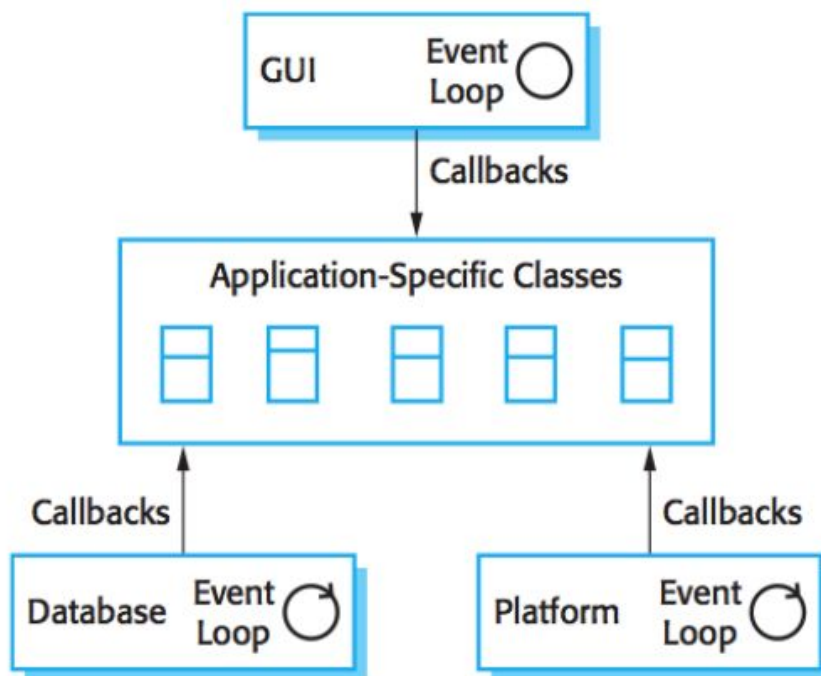 GUI
Event
Loop
Callbacks
Application-Specific Classes
Callbacks
Callbacks
Database
Event
Loop
Platform
Event
Loop